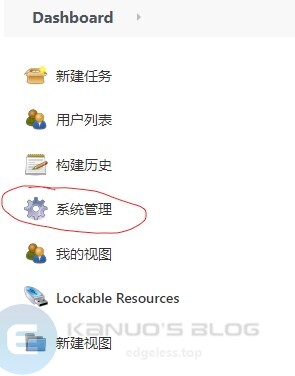 Dashboard
新建任务
用户列表
构建历史
系统管理
我的视图
Lockable Resources
新建视图
KANUO'S BLOG
edgeless.top